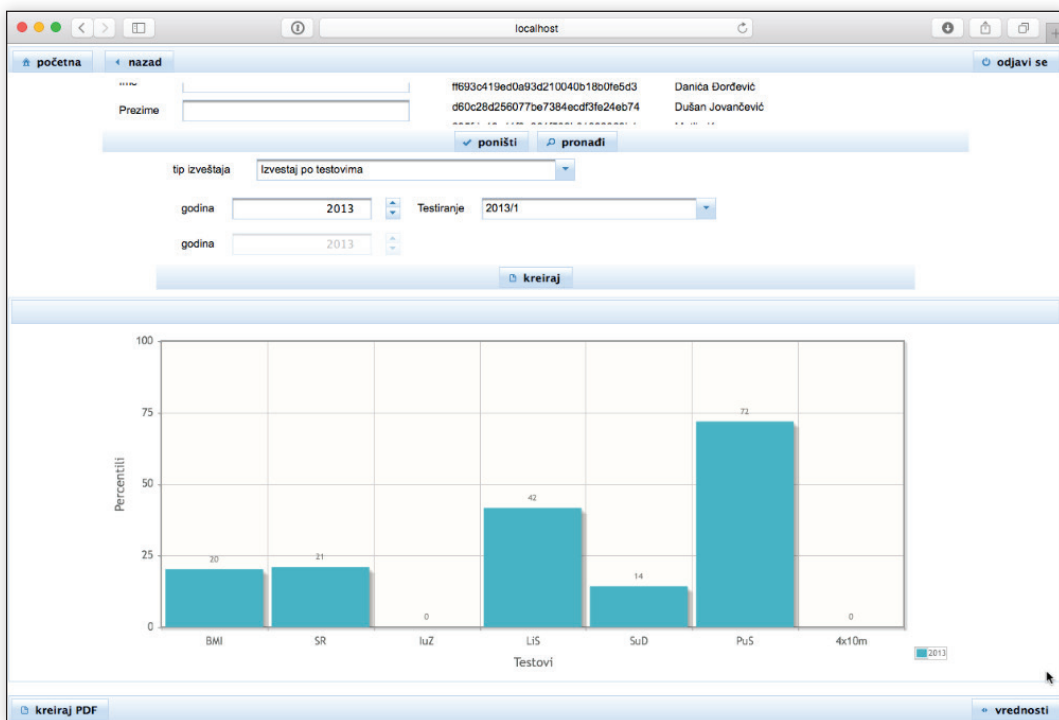 localhost
početna nazad odjavi se
ff693c419ed0a93d210040b18b0fe5d3 Danića Đorđević
Prezime d60c28d256077be7384ecdf3fe24eb74 Dušan Jovančević
poništi pronađi
tip izveštaja Izvestaj po testovima
godina 2013 Testiranje 2013/1
godina 2013
kreiraj
100
75
50
25
0
Percentili
20
21
0
42
14
72
0
BMI SR IuZ LiS SuD PuS 4x10m
Testovi
2013
kreiraj PDF vrednosti